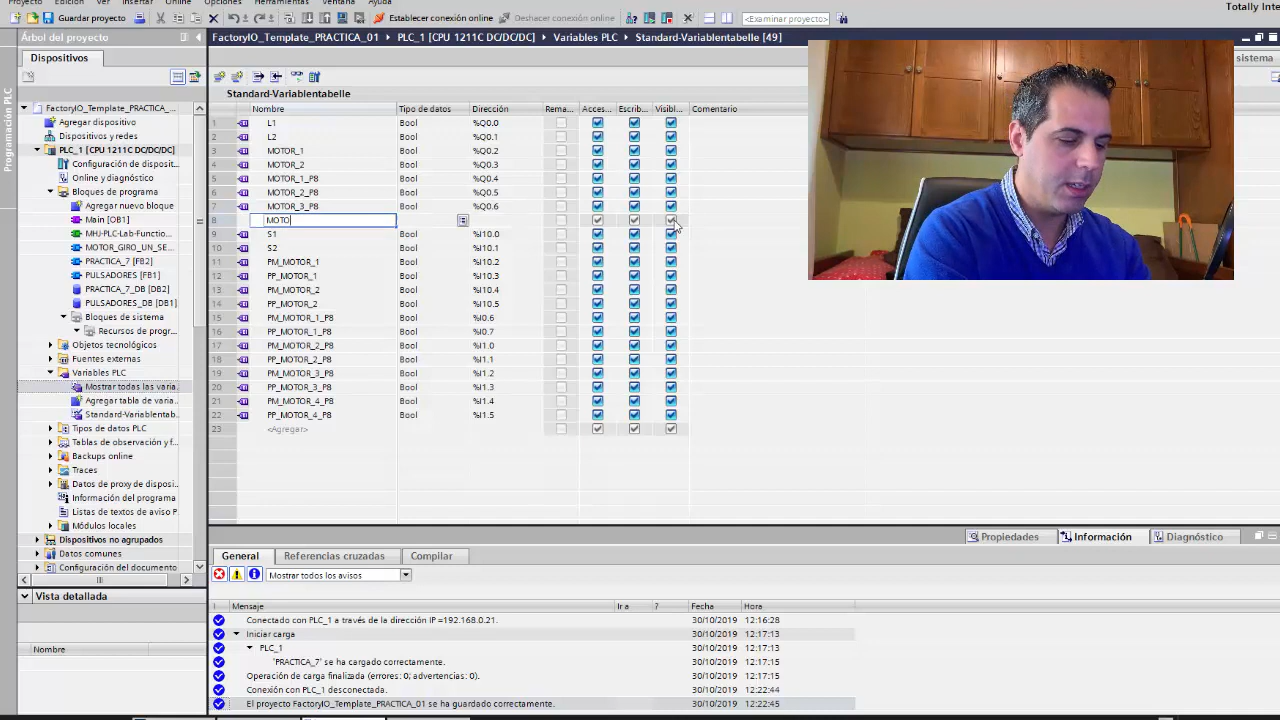 Proyecto Edición Ver Insertar Online Opciones Herramientas Ventana Ayuda
Totally Inte
Guardar proyecto Establecer conexión online Deshacer conexión online <Examinar proyecto>
Árbol del proyecto
FactoryIO_Template_PRACTICA_01 ▸ PLC_1 [CPU 1211C DC/DC/DC] ▸ Variables PLC ▸ Standard-Variablentabelle [49]
Dispositivos
sistema
Programación PLC
Standard-Variablentabelle
Nombre Tipo de datos Dirección Rema... Acces... Escrib... Visibl... Comentario
1 L1 Bool %Q0.0
2 L2 Bool %Q0.1
3 MOTOR_1 Bool %Q0.2
4 MOTOR_2 Bool %Q0.3
5 MOTOR_1_P8 Bool %Q0.4
6 MOTOR_2_P8 Bool %Q0.5
7 MOTOR_3_P8 Bool %Q0.6
8 MOTO
9 S1 Bool %I0.0
10 S2 Bool %I0.1
11 PM_MOTOR_1 Bool %I0.2
12 PP_MOTOR_1 Bool %I0.3
13 PM_MOTOR_2 Bool %I0.4
14 PP_MOTOR_2 Bool %I0.5
15 PM_MOTOR_1_P8 Bool %I0.6
16 PP_MOTOR_1_P8 Bool %I0.7
17 PM_MOTOR_2_P8 Bool %I1.0
18 PP_MOTOR_2_P8 Bool %I1.1
19 PM_MOTOR_3_P8 Bool %I1.2
20 PP_MOTOR_3_P8 Bool %I1.3
21 PM_MOTOR_4_P8 Bool %I1.4
22 PP_MOTOR_4_P8 Bool %I1.5
23 <Agregar>
FactoryIO_Template_PRACTICA_...
Agregar dispositivo
Dispositivos y redes
PLC_1 [CPU 1211C DC/DC/DC]
Configuración de disposit...
Online y diagnóstico
Bloques de programa
Agregar nuevo bloque
Main [OB1]
MHJ-PLC-Lab-Functio...
MOTOR_GIRO_UN_SE...
PRACTICA_7 [FB2]
PULSADORES [FB1]
PRACTICA_7_DB [DB2]
PULSADORES_DB [DB1]
Bloques de sistema
Recursos de progr...
Objetos tecnológicos
Fuentes externas
Variables PLC
Mostrar todas las varia...
Agregar tabla de varia...
Standard-Variablentab...
Tipos de datos PLC
Tablas de observación y f...
Backups online
Traces
Datos de proxy de disposi...
Información del programa
Listas de textos de aviso P...
Módulos locales
Dispositivos no agrupados
Datos comunes
Configuración del documento
Vista detallada
Nombre
Propiedades Información Diagnóstico
General Referencias cruzadas Compilar
Mostrar todos los avisos
! Mensaje Ir a ? Fecha Hora
Conectado con PLC_1 a través de la dirección IP =192.168.0.21. 30/10/2019 12:16:28
Iniciar carga 30/10/2019 12:17:13
PLC_1 30/10/2019 12:17:13
'PRACTICA_7' se ha cargado correctamente. 30/10/2019 12:17:15
Operación de carga finalizada (errores: 0; advertencias: 0). 30/10/2019 12:17:15
Conexión con PLC_1 desconectada. 30/10/2019 12:22:44
El proyecto FactoryIO_Template_PRACTICA_01 se ha guardado correctamente. 30/10/2019 12:22:45